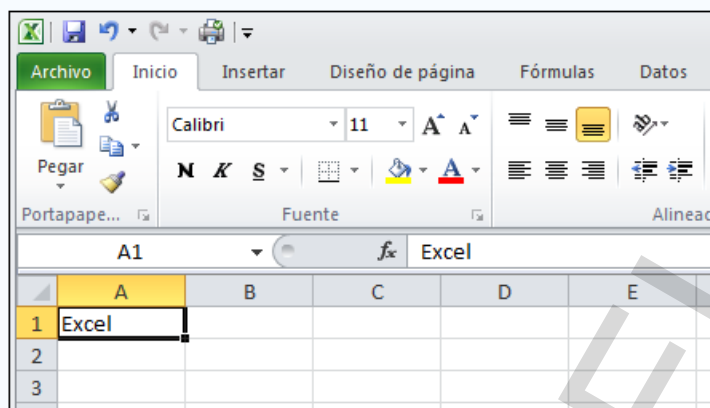 Archivo Inicio Insertar Diseño de página Fórmulas Datos
Calibri 11 A A
Pegar N K S A
Portapape... Fuente Alineac
A1 fx Excel
A B C D E
1 Excel
2
3